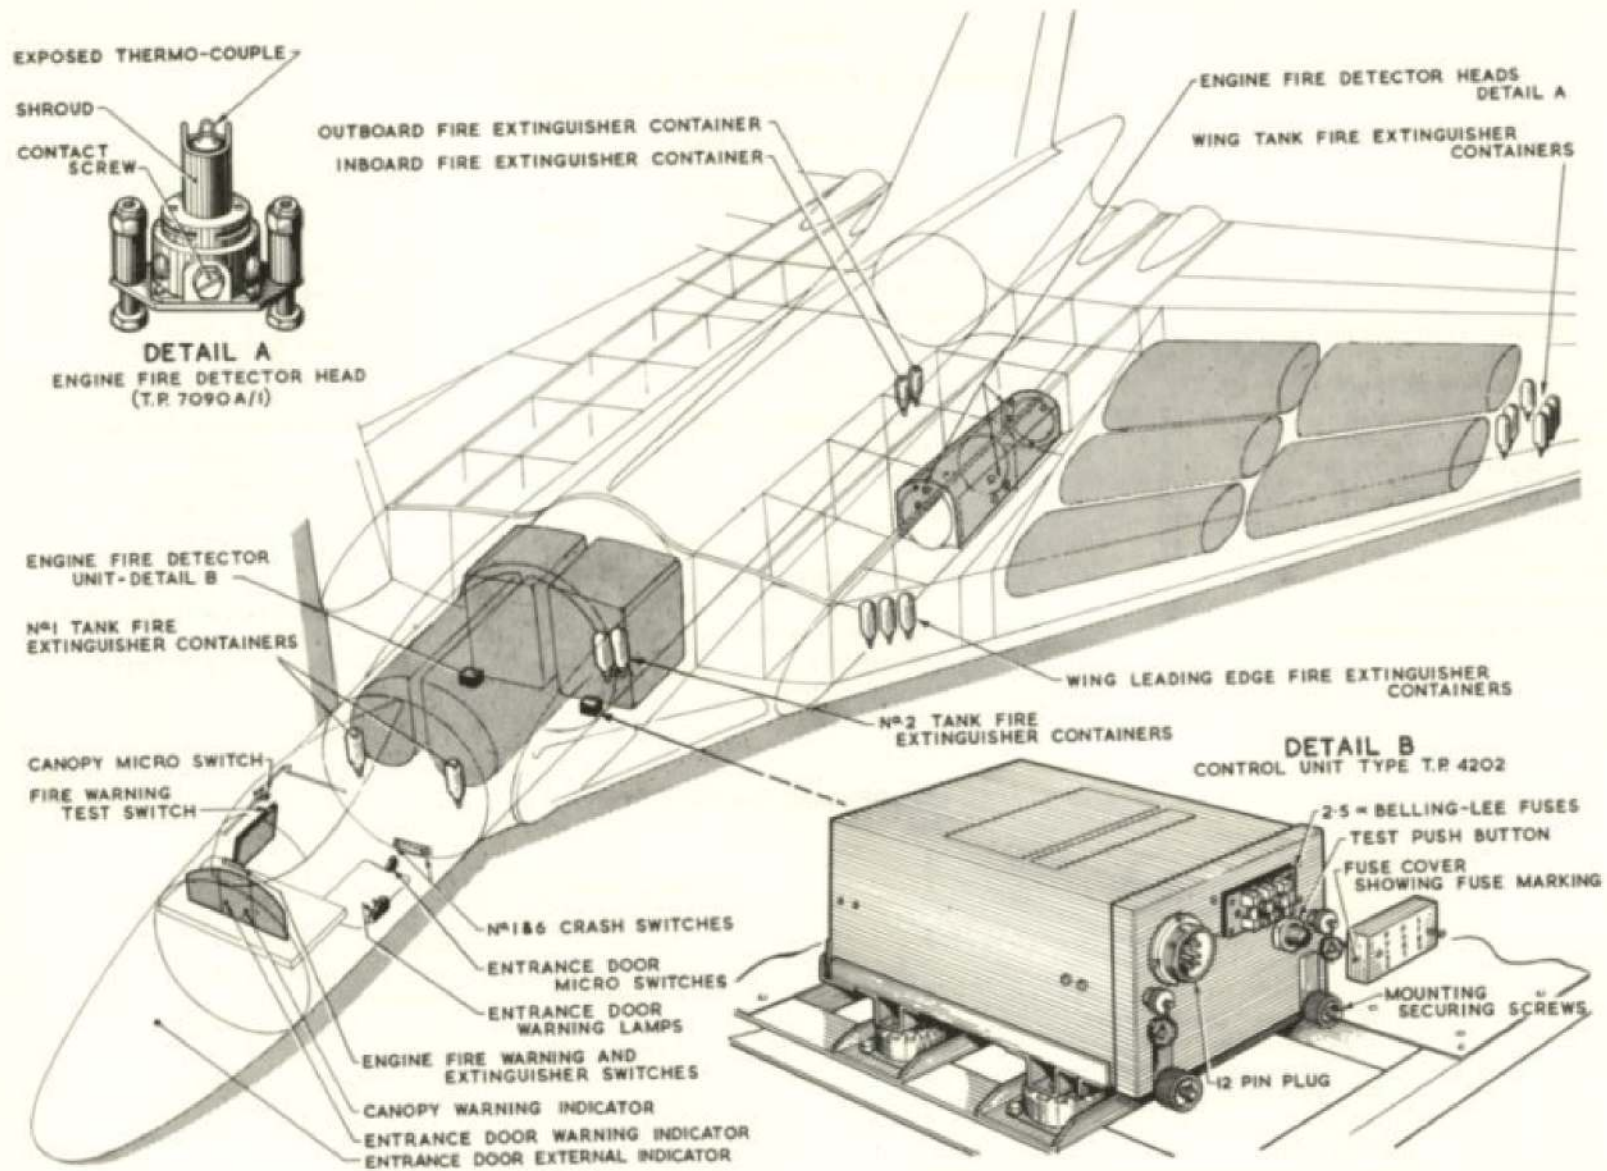 EXPOSED THERMO-COUPLE
SHROUD
CONTACT
SCREW
DETAIL A
ENGINE FIRE DETECTOR HEAD
(T.P. 7090 A/1)
OUTBOARD FIRE EXTINGUISHER CONTAINER
INBOARD FIRE EXTINGUISHER CONTAINER
ENGINE FIRE DETECTOR HEADS
DETAIL A
WING TANK FIRE EXTINGUISHER
CONTAINERS
ENGINE FIRE DETECTOR
UNIT-DETAIL B
Nº1 TANK FIRE
EXTINGUISHER CONTAINERS
CANOPY MICRO SWITCH
FIRE WARNING
TEST SWITCH
WING LEADING EDGE FIRE EXTINGUISHER
CONTAINERS
Nº2 TANK FIRE
EXTINGUISHER CONTAINERS
DETAIL B
CONTROL UNIT TYPE T.P. 4202
2·5 A BELLING-LEE FUSES
TEST PUSH BUTTON
FUSE COVER
SHOWING FUSE MARKING
MOUNTING
SECURING SCREWS
12 PIN PLUG
Nº1&6 CRASH SWITCHES
ENTRANCE DOOR
MICRO SWITCHES
ENTRANCE DOOR
WARNING LAMPS
ENGINE FIRE WARNING AND
EXTINGUISHER SWITCHES
CANOPY WARNING INDICATOR
ENTRANCE DOOR WARNING INDICATOR
ENTRANCE DOOR EXTERNAL INDICATOR